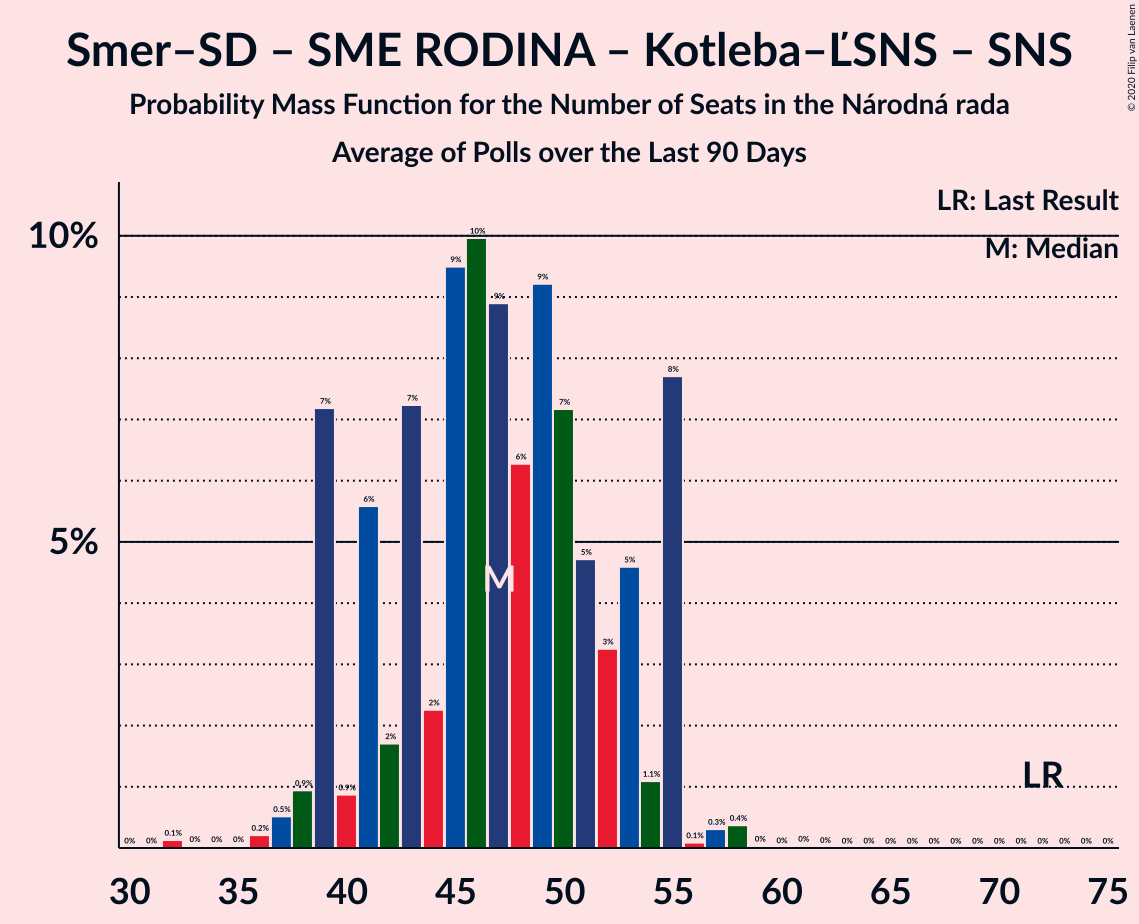 © 2020 Filip van Laenen
Smer–SD – SME RODINA – Kotleba–ĽSNS – SNS
Probability Mass Function for the Number of Seats in the Národná rada
Average of Polls over the Last 90 Days
LR: Last Result
M: Median
10%
5%
0% 0% 0.1% 0% 0% 0% 0.2% 0.5% 0.9% 7% 0.9% 6% 2% 7% 2% 9% 10% 9% 6% 9% 7% 5% 3% 5% 1.1% 8% 0.1% 0.3% 0.4% 0% 0% 0% 0% 0% 0% 0% 0% 0% 0% 0% 0% 0% 0% 0% 0% 0%
M
LR
30 35 40 45 50 55 60 65 70 75